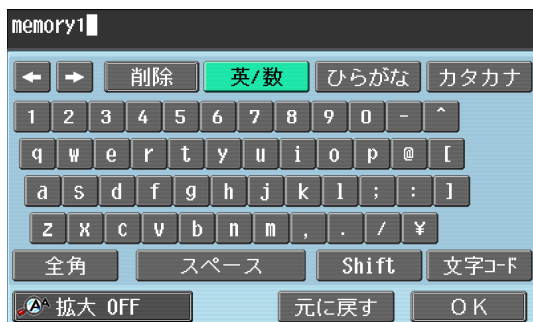 memory1
← → 削除 英/数 ひらがな カタカナ
1 2 3 4 5 6 7 8 9 0 - ^
q w e r t y u i o p @ [
a s d f g h j k l ; : ]
z x c v b n m , . / ¥
全角 スペース Shift 文字コード
拡大 OFF 元に戻す OK